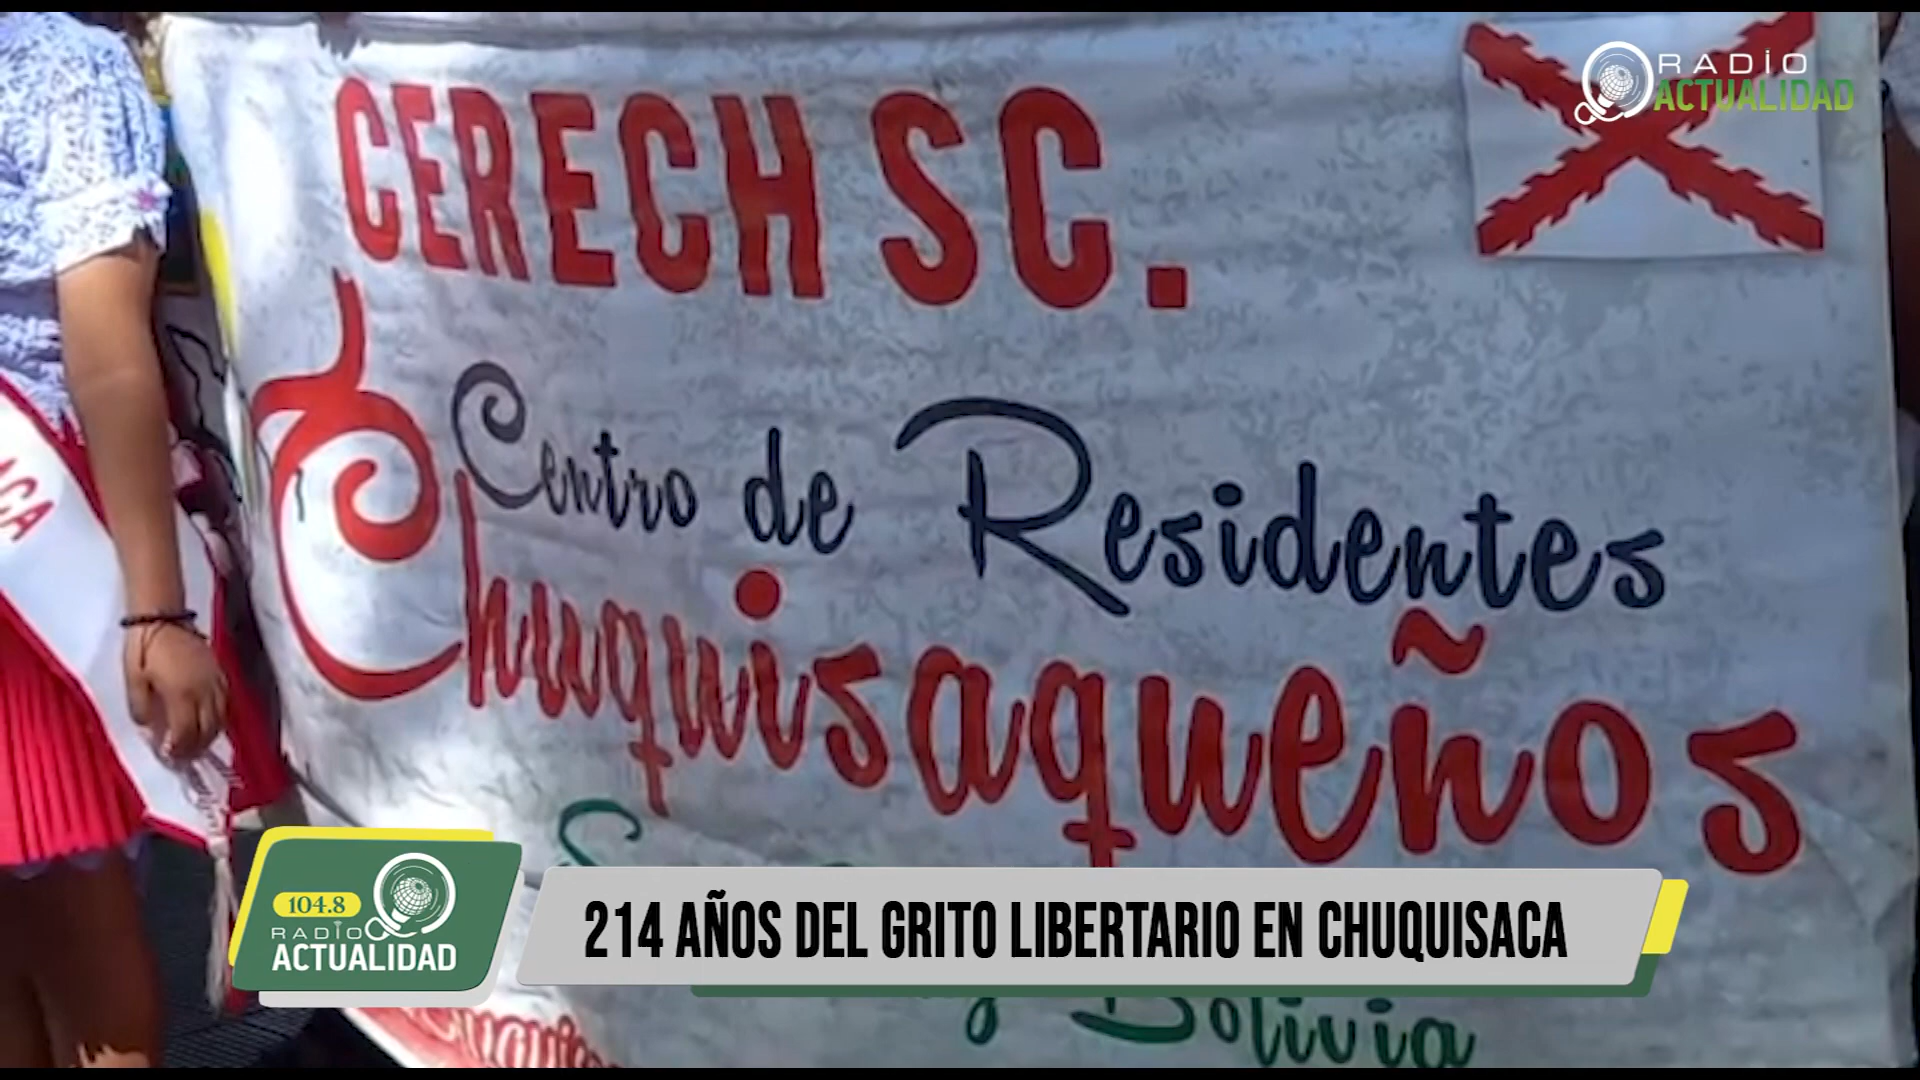 RADIO
ACTUALIDAD
CERECH SC.
Centro de Residentes
Chuquisaqueños
104.8
RADIO
ACTUALIDAD
214 AÑOS DEL GRITO LIBERTARIO EN CHUQUISACA
Bolivia